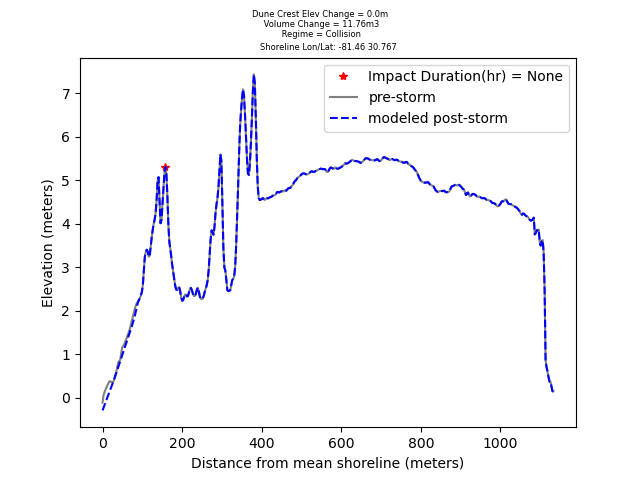 Dune Crest Elev Change = 0.0m
Volume Change = 11.76m3
Regime = Collision
Shoreline Lon/Lat: -81.46 30.767
Impact Duration(hr) = None
pre-storm
modeled post-storm
Elevation (meters)
7
6
5
4
3
2
1
0
0 200 400 600 800 1000
Distance from mean shoreline (meters)